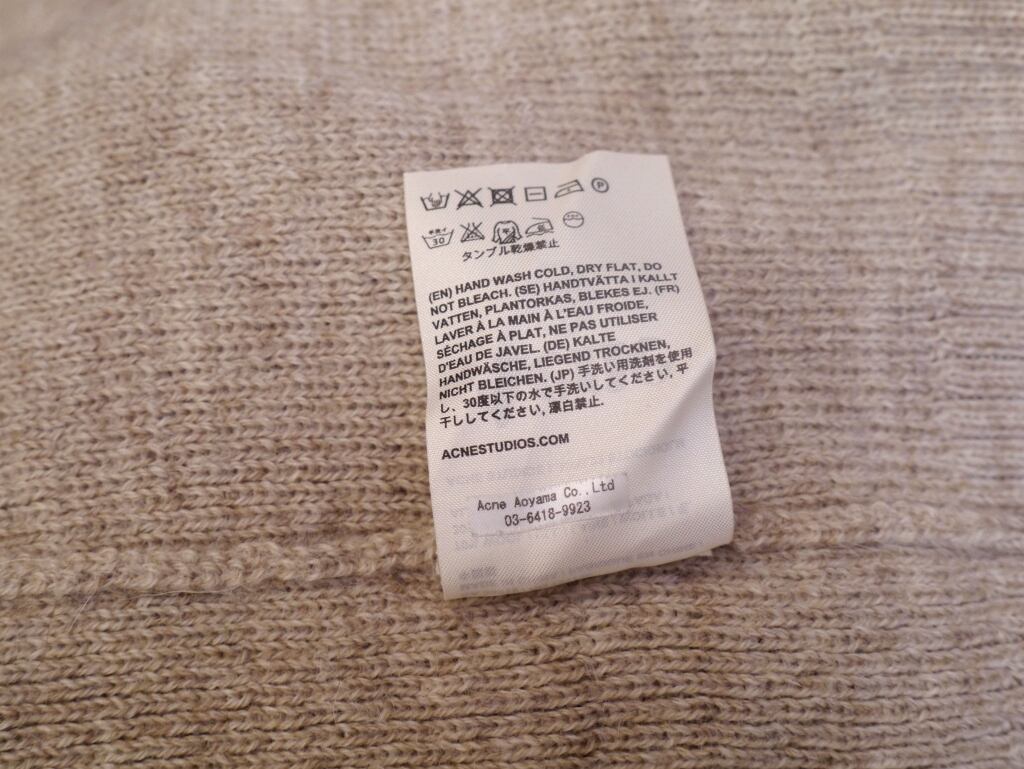 P
手洗イ
30
タンブル乾燥禁止
(EN) HAND WASH COLD, DRY FLAT, DO
NOT BLEACH. (SE) HANDTVÄTTA I KALLT
VATTEN, PLANTORKAS, BLEKES EJ. (FR)
LAVER À LA MAIN À L'EAU FROIDE,
SÉCHAGE À PLAT, NE PAS UTILISER
D'EAU DE JAVEL. (DE) KALTE
HANDWÄSCHE, LIEGEND TROCKNEN,
NICHT BLEICHEN. (JP) 手洗い用洗剤を使用
し、30度以下の水で手洗いしてください, 平
干ししてください, 漂白禁止.
ACNESTUDIOS.COM
Acne Aoyama Co.,Ltd
03-6418-9923